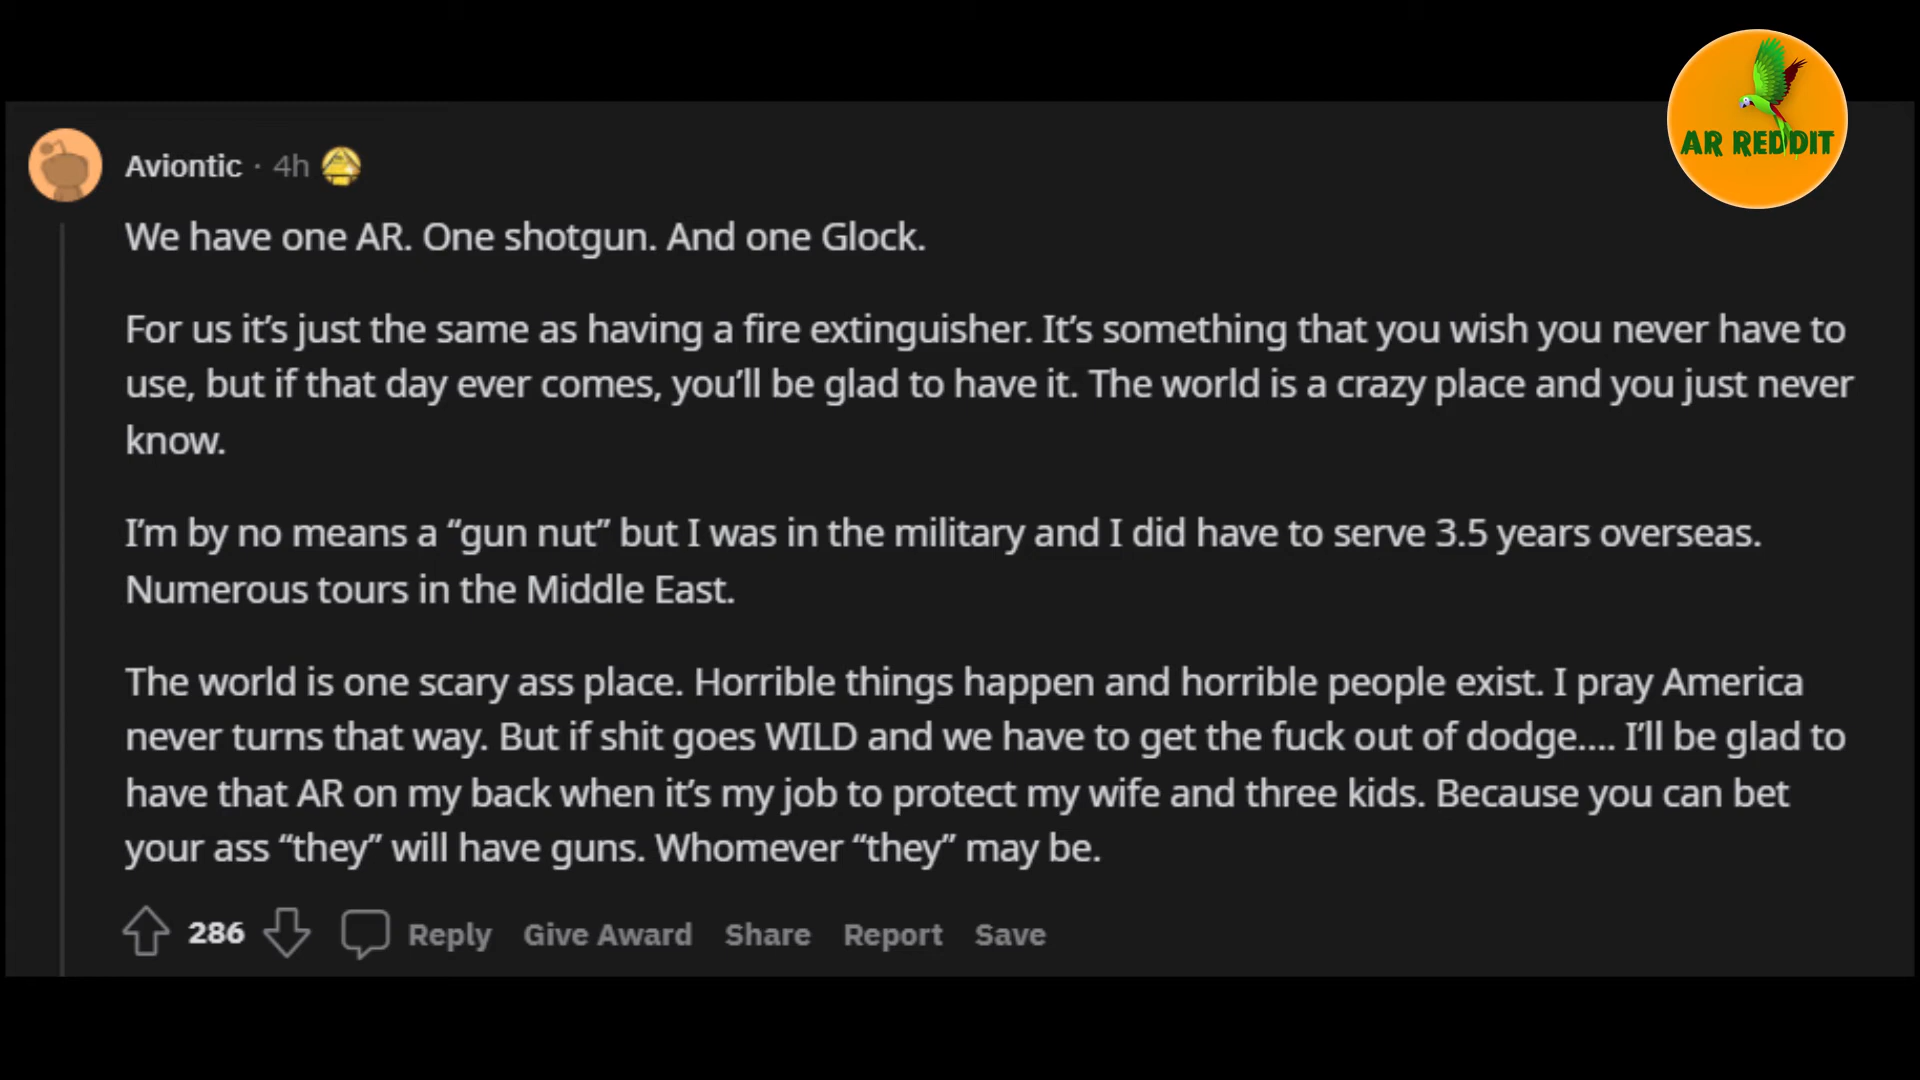 AR REDDIT
Aviontic · 4h
We have one AR. One shotgun. And one Glock.
For us it’s just the same as having a fire extinguisher. It’s something that you wish you never have to
use, but if that day ever comes, you’ll be glad to have it. The world is a crazy place and you just never
know.
I’m by no means a “gun nut” but I was in the military and I did have to serve 3.5 years overseas.
Numerous tours in the Middle East.
The world is one scary ass place. Horrible things happen and horrible people exist. I pray America
never turns that way. But if shit goes WILD and we have to get the fuck out of dodge.... I’ll be glad to
have that AR on my back when it’s my job to protect my wife and three kids. Because you can bet
your ass “they” will have guns. Whomever “they” may be.
286 Reply Give Award Share Report Save